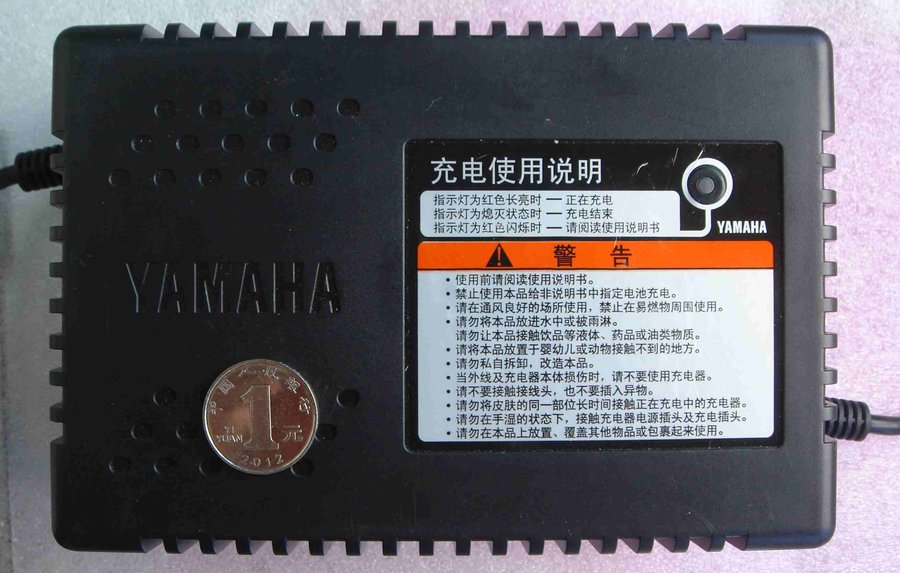 充电使用说明
指示灯为红色长亮时 — 正在充电
指示灯为熄灭状态时 — 充电结束
指示灯为红色闪烁时 — 请阅读使用说明书
YAMAHA
警 告
・使用前请阅读使用说明书。
・禁止使用本品给非说明书中指定电池充电。
・请在通风良好的场所使用，禁止在易燃物周围使用。
・请勿将本品放进水中或被雨淋。
请勿让本品接触饮品等液体、药品或油类物质。
・请将本品放置于婴幼儿或动物接触不到的地方。
・请勿私自拆卸，改造本品。
・当外线及充电器本体损伤时，请不要使用充电器。
・请不要接触接线头，也不要插入异物。
・请勿将皮肤的同一部位长时间接触正在充电中的充电器。
・请勿在手湿的状态下，接触充电器电源插头及充电插头。
・请勿在本品上放置、覆盖其他物品或包裹起来使用。
YAMAHA
中国人民银行
1
元
YI
YUAN
2012